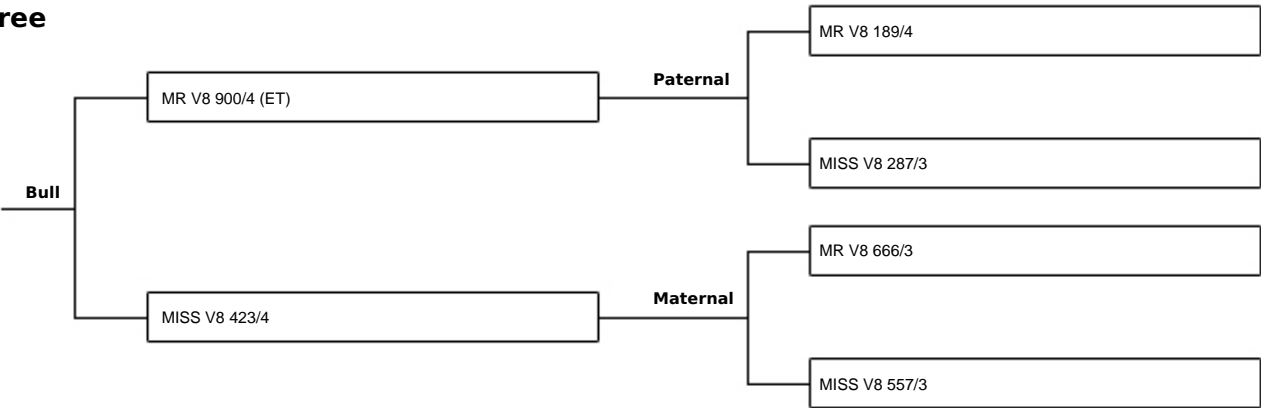 ree
MR V8 189/4
Paternal
MR V8 900/4 (ET)
MISS V8 287/3
Bull
MR V8 666/3
Maternal
MISS V8 423/4
MISS V8 557/3